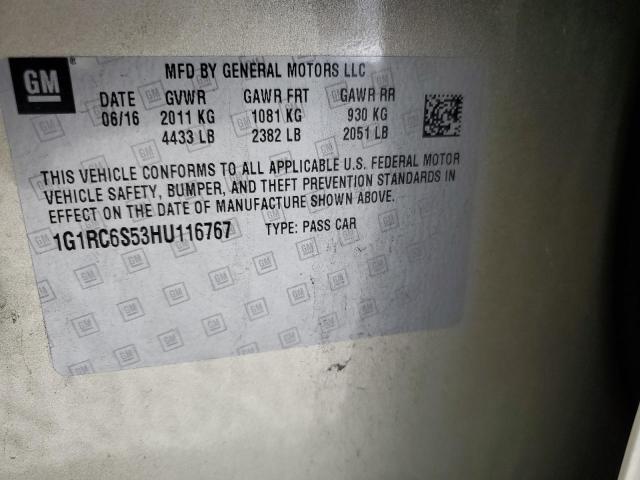 GM ®
MFD BY GENERAL MOTORS LLC
DATE GVWR GAWR FRT GAWR RR
06/16 2011 KG 1081 KG 930 KG
4433 LB 2382 LB 2051 LB
THIS VEHICLE CONFORMS TO ALL APPLICABLE U.S. FEDERAL MOTOR
VEHICLE SAFETY, BUMPER, AND THEFT PREVENTION STANDARDS IN
EFFECT ON THE DATE OF MANUFACTURE SHOWN ABOVE.
1G1RC6S53HU116767 TYPE: PASS CAR